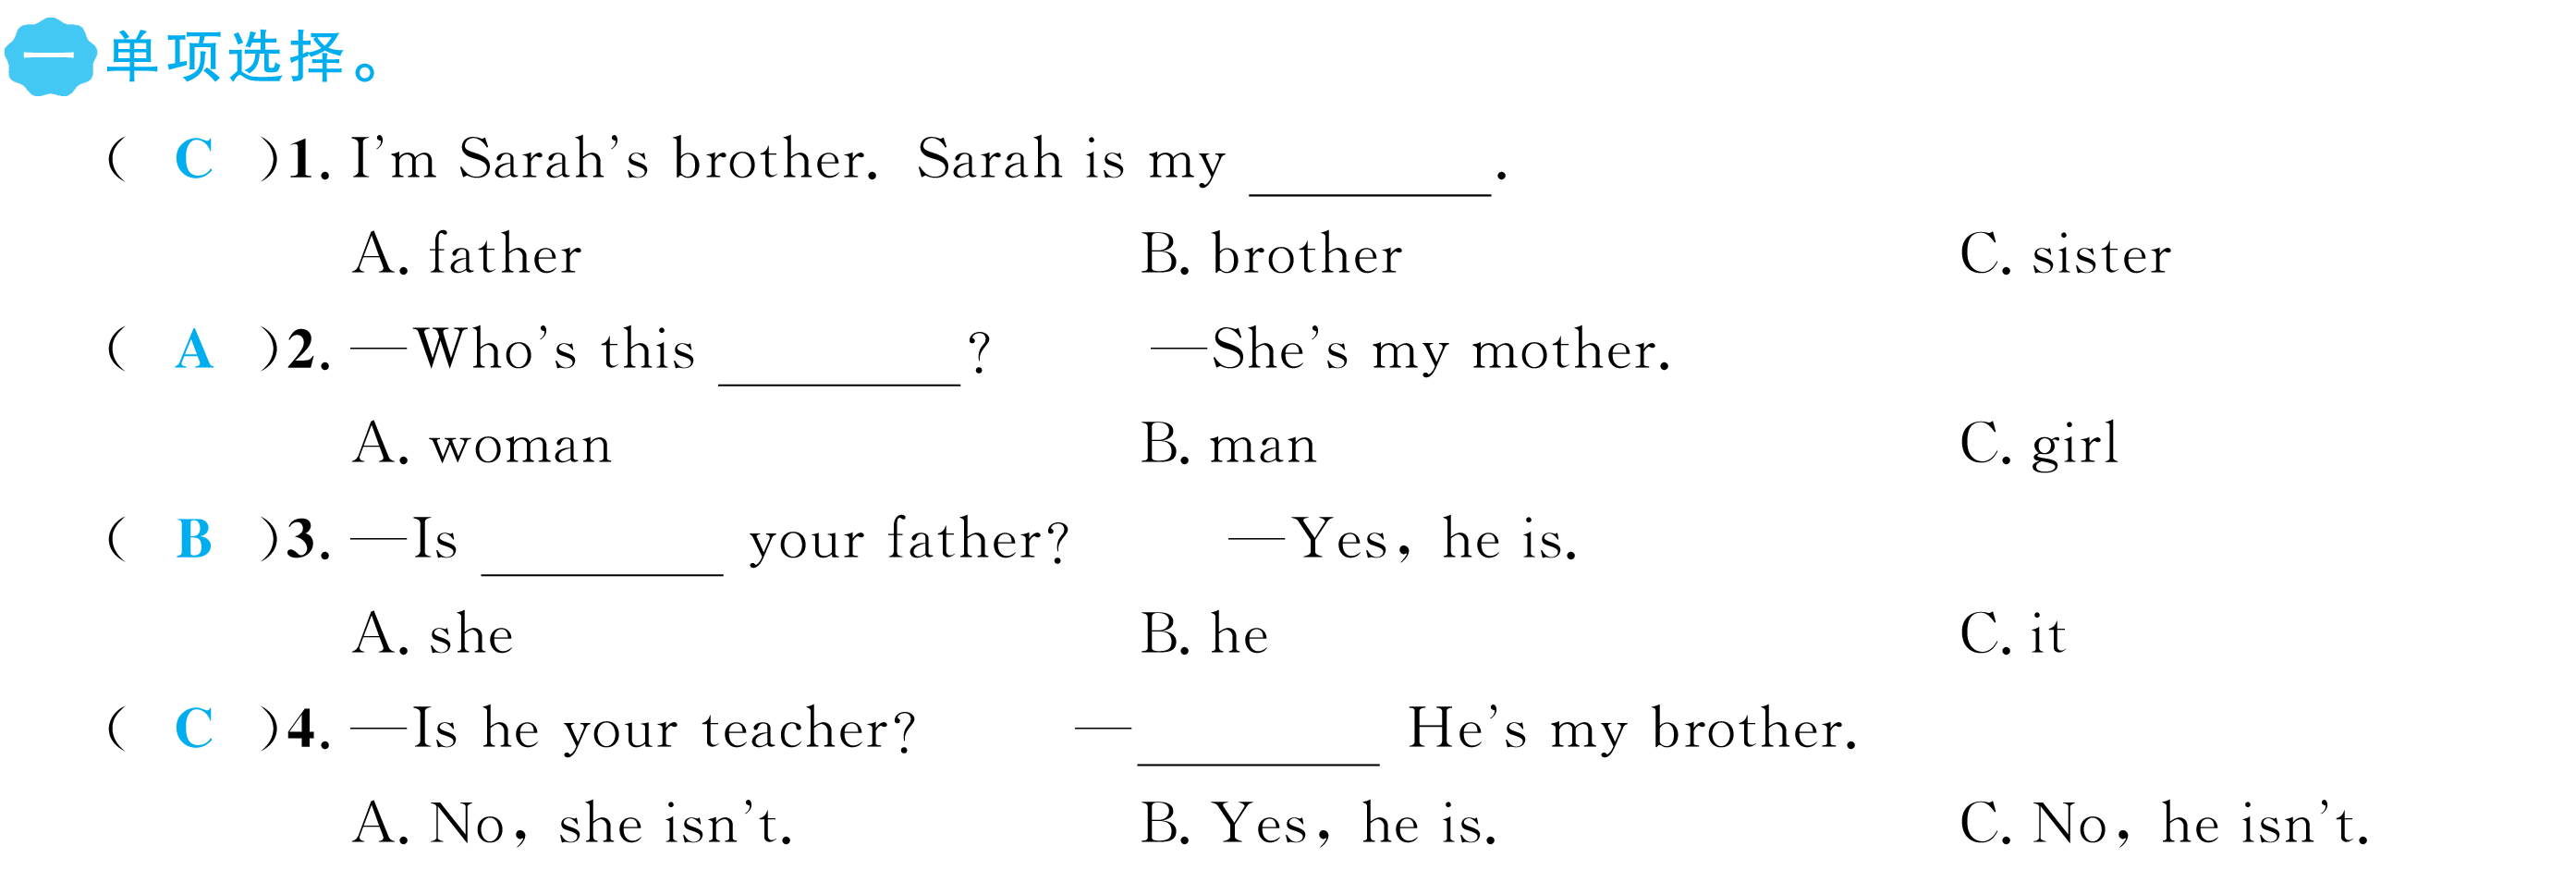 一 单项选择。
( C )1. I’m Sarah’s brother. Sarah is my ________.
A. father B. brother C. sister
( A )2. —Who’s this ________? —She’s my mother.
A. woman B. man C. girl
( B )3. —Is ________ your father? —Yes, he is.
A. she B. he C. it
( C )4. —Is he your teacher? —________ He’s my brother.
A. No, she isn’t. B. Yes, he is. C. No, he isn’t.